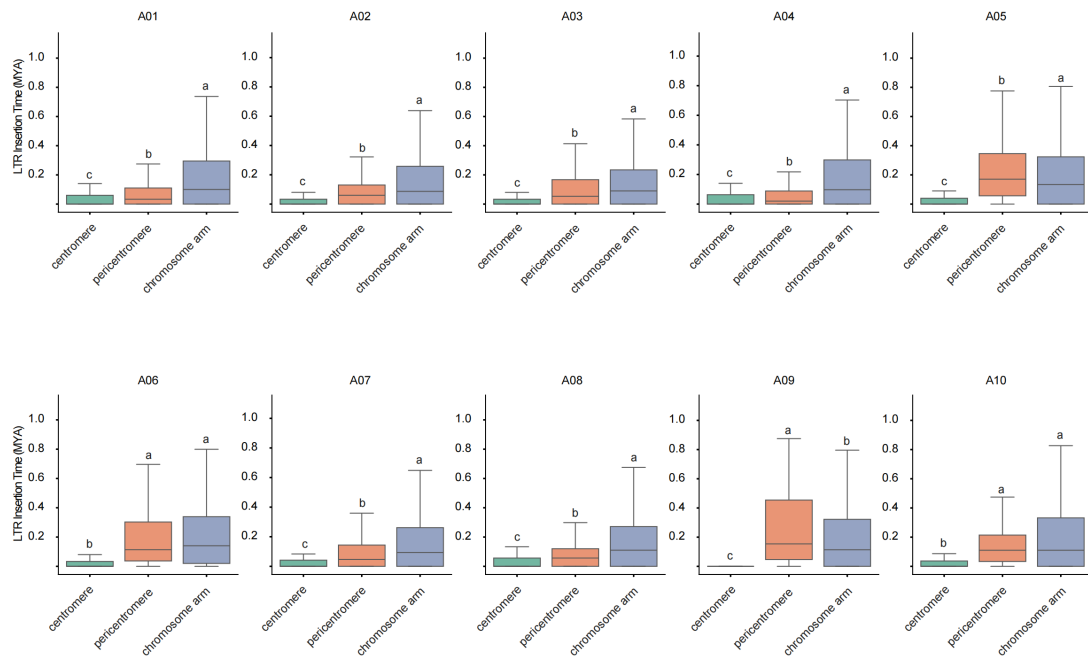 A01 A02 A03 A04 A05
LTR Insertion Time (MYA)
1.0 1.0 1.0 1.0 1.0
0.8 0.8 0.8 0.8 0.8
0.6 0.6 0.6 0.6 0.6
0.4 0.4 0.4 0.4 0.4
0.2 0.2 0.2 0.2 0.2
c b a c b a c b a c b a c b a
centromere pericentromere chromosome arm centromere pericentromere chromosome arm centromere pericentromere chromosome arm centromere pericentromere chromosome arm centromere pericentromere chromosome arm
A06 A07 A08 A09 A10
LTR Insertion Time (MYA)
1.0 1.0 1.0 1.0 1.0
0.8 0.8 0.8 0.8 0.8
0.6 0.6 0.6 0.6 0.6
0.4 0.4 0.4 0.4 0.4
0.2 0.2 0.2 0.2 0.2
b a a c b a c b a c a b b a a
centromere pericentromere chromosome arm centromere pericentromere chromosome arm centromere pericentromere chromosome arm centromere pericentromere chromosome arm centromere pericentromere chromosome arm